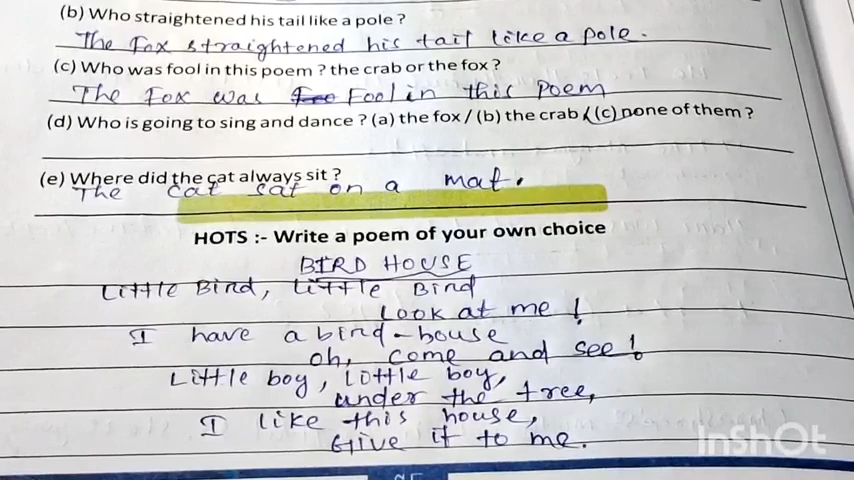 (b) Who straightened his tail like a pole ?
The Fox straightened his tail like a pole.
(c) Who was fool in this poem ? the crab or the fox ?
The Fox was Fool in this poem
(d) Who is going to sing and dance ? (a) the fox / (b) the crab / (c) none of them ?
(e) Where did the cat always sit ?
The cat sat on a mat.
HOTS :- Write a poem of your own choice
BIRD HOUSE
Little Bird, Little Bird
Look at me !
I have a bird-house
oh, come and see !
Little boy, little boy,
under the tree,
I like this house,
Give it to me.
InShOt